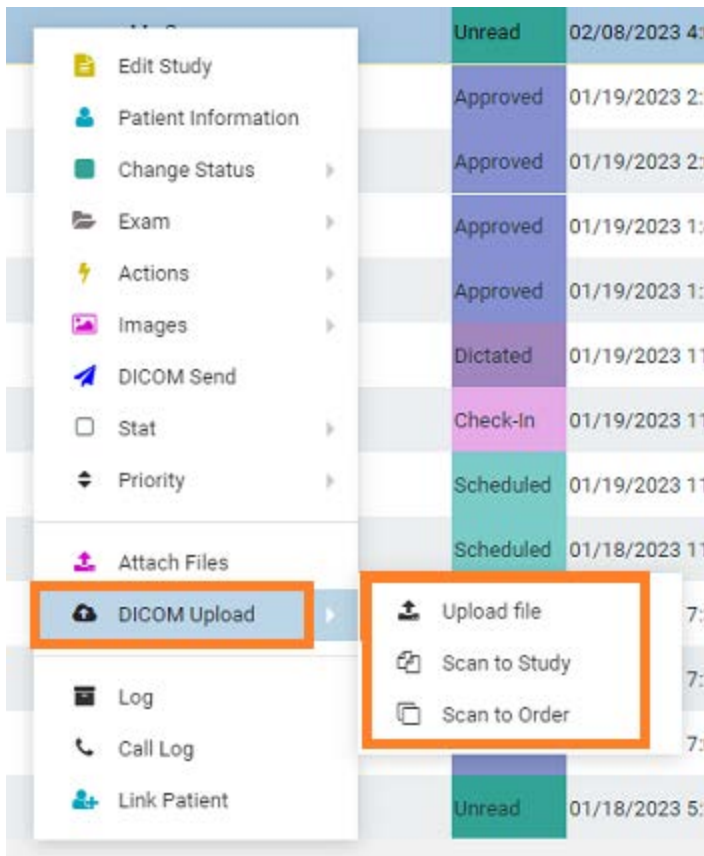 Unread 02/08/2023 4:
Edit Study
Approved 01/19/2023 2:
Patient Information
Approved 01/19/2023 2:
Change Status
Exam
Approved 01/19/2023 1:
Actions
Approved 01/19/2023 1:
Images
Dictated 01/19/2023 11
DICOM Send
Check-In 01/19/2023 11
Stat
Priority
Scheduled 01/19/2023 11
Scheduled 01/18/2023 11
Attach Files
DICOM Upload
Upload file
7:
Scan to Study
7:
Log
Scan to Order
7:
Call Log
Link Patient
Unread 01/18/2023 5: